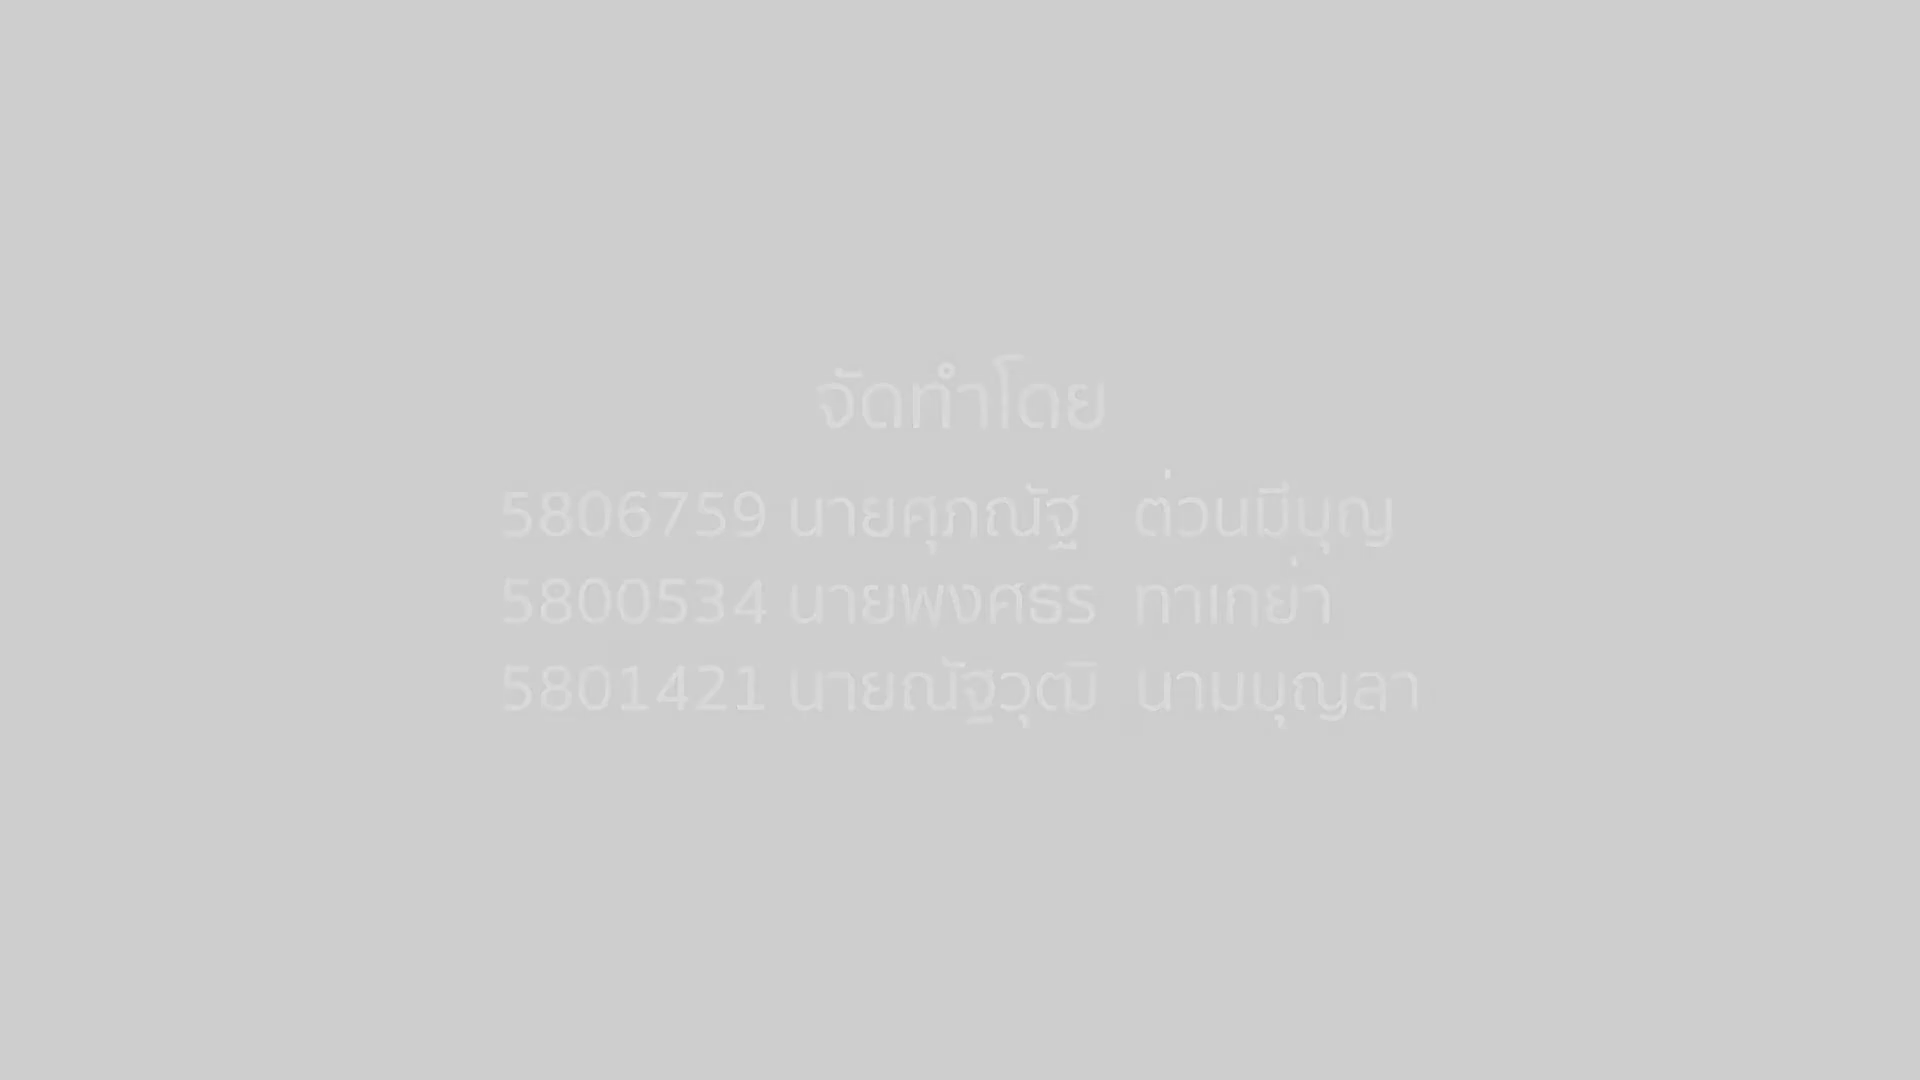 จัดทำโดย
5806759 นายศุภณัฐ ต่วนมีบุญ
5800534 นายพงศธร ทาเกย่า
5801421 นายณัฐวุฒิ นามบุญลา